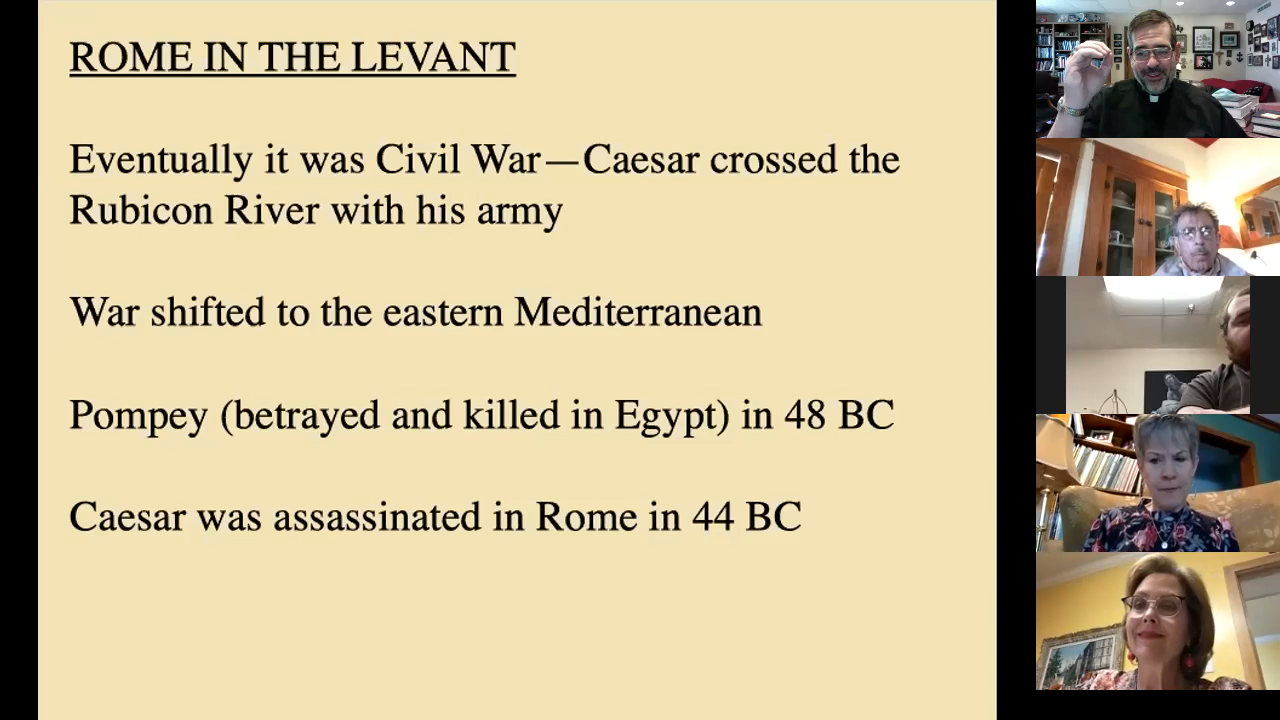 ROME IN THE LEVANT
Eventually it was Civil War—Caesar crossed the
Rubicon River with his army
War shifted to the eastern Mediterranean
Pompey (betrayed and killed in Egypt) in 48 BC
Caesar was assassinated in Rome in 44 BC